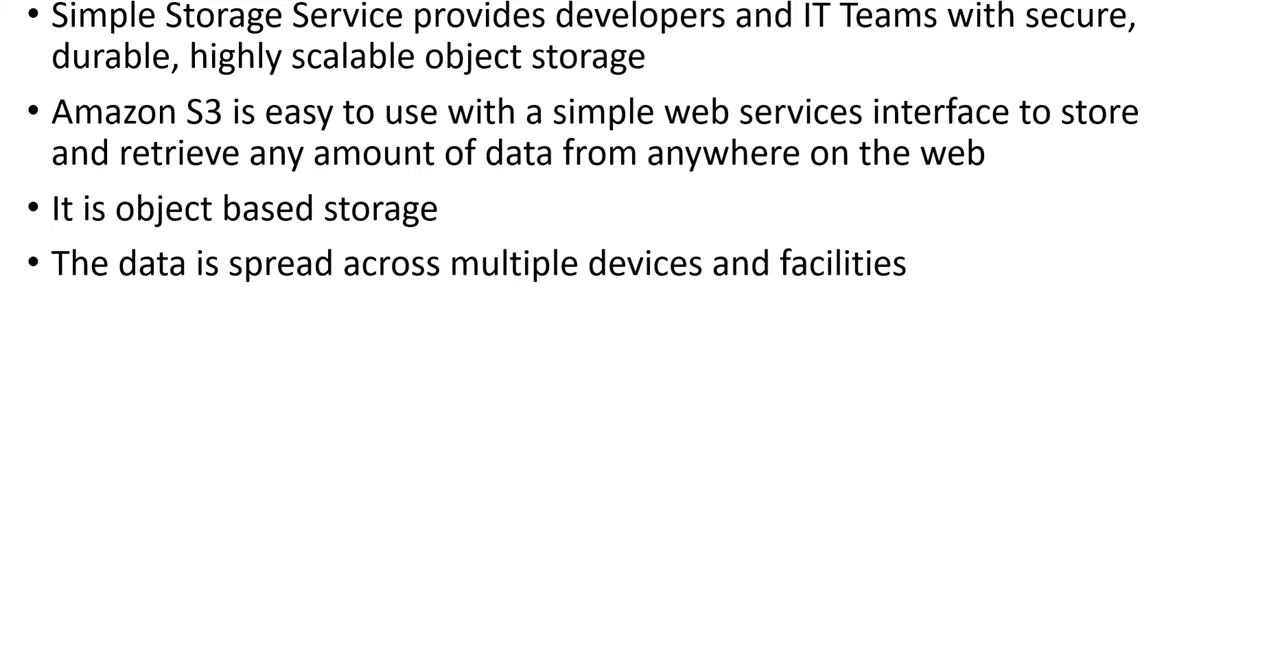 • Simple Storage Service provides developers and IT Teams with secure,
durable, highly scalable object storage
• Amazon S3 is easy to use with a simple web services interface to store
and retrieve any amount of data from anywhere on the web
• It is object based storage
• The data is spread across multiple devices and facilities